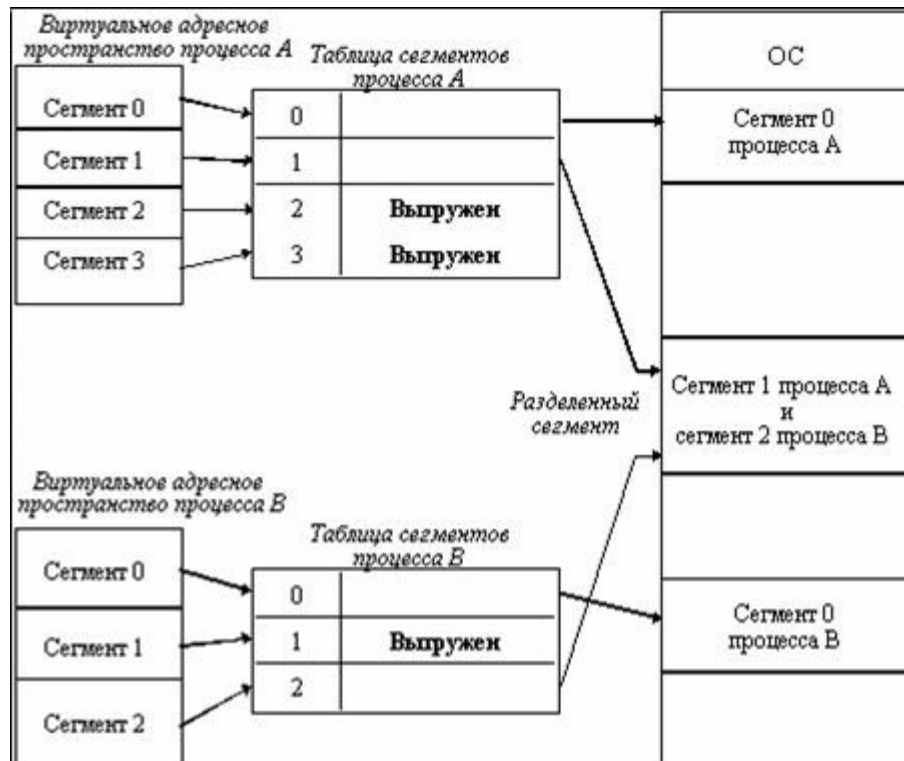 Виртуальное адресное
пространство процесса A
Сегмент 0
Сегмент 1
Сегмент 2
Сегмент 3
Таблица сегментов
процесса A
0
1
2 Выгружен
3 Выгружен
ОС
Сегмент 0
процесса A
Сегмент 1 процесса A
и
сегмент 2 процесса B
Разделенный
сегмент
Виртуальное адресное
пространство процесса B
Сегмент 0
Сегмент 1
Сегмент 2
Таблица сегментов
процесса B
0
1 Выгружен
2
Сегмент 0
процесса B